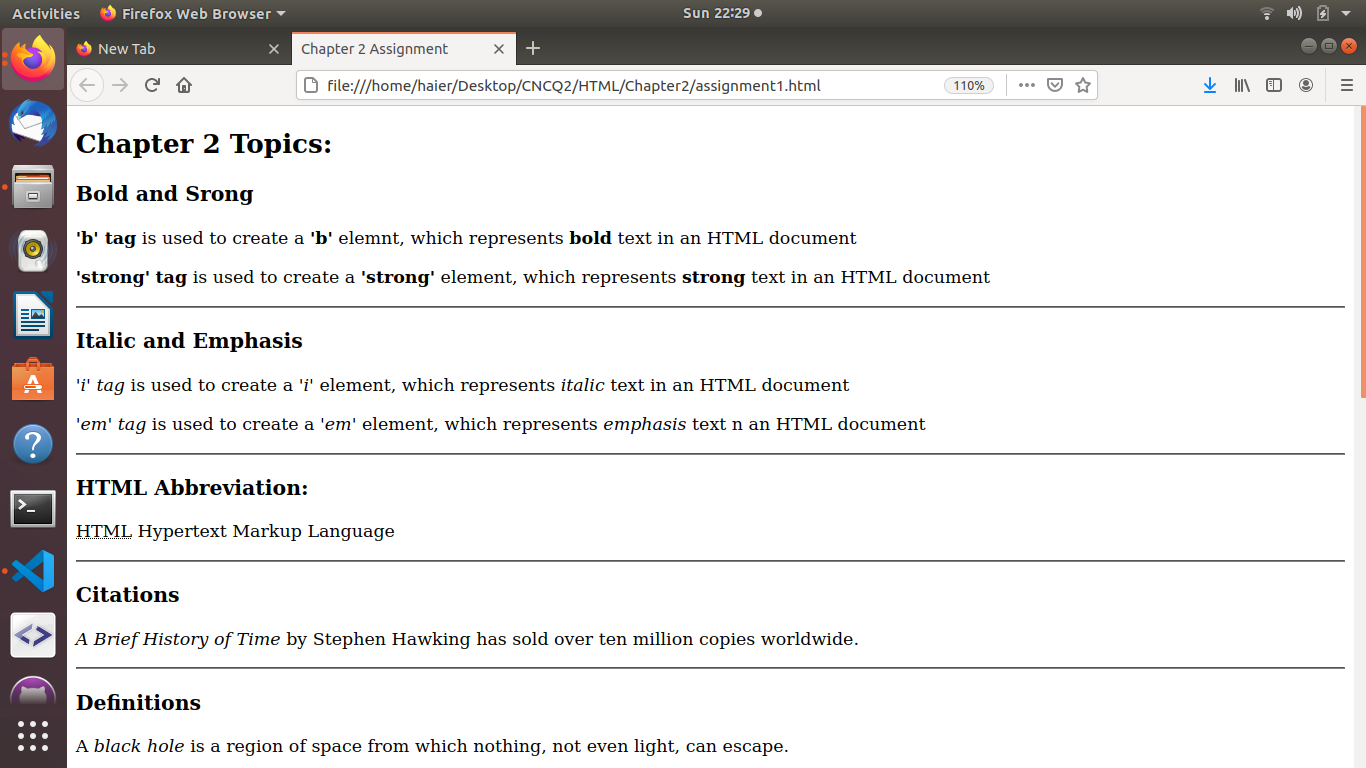 Activities Firefox Web Browser Sun 22:29
New Tab Chapter 2 Assignment
file:///home/haier/Desktop/CNCQ2/HTML/Chapter2/assignment1.html 110%
Chapter 2 Topics:
Bold and Srong
'b' tag is used to create a 'b' elemnt, which represents bold text in an HTML document
'strong' tag is used to create a 'strong' element, which represents strong text in an HTML document
Italic and Emphasis
'i' tag is used to create a 'i' element, which represents italic text in an HTML document
'em' tag is used to create a 'em' element, which represents emphasis text n an HTML document
HTML Abbreviation:
HTML Hypertext Markup Language
Citations
A Brief History of Time by Stephen Hawking has sold over ten million copies worldwide.
Definitions
A black hole is a region of space from which nothing, not even light, can escape.